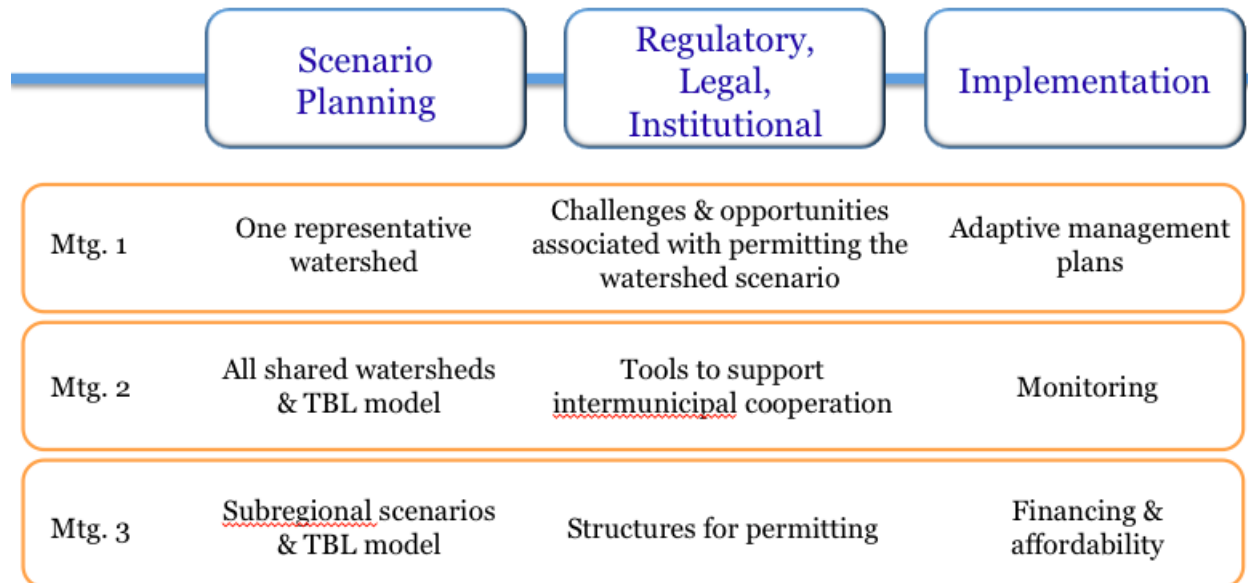 Scenario
Planning
Regulatory,
Legal,
Institutional
Implementation
Mtg. 1
One representative
watershed
Challenges & opportunities
associated with permitting the
watershed scenario
Adaptive management
plans
Mtg. 2
All shared watersheds
& TBL model
Tools to support
intermunicipal cooperation
Monitoring
Mtg. 3
Subregional scenarios
& TBL model
Structures for permitting
Financing &
affordability